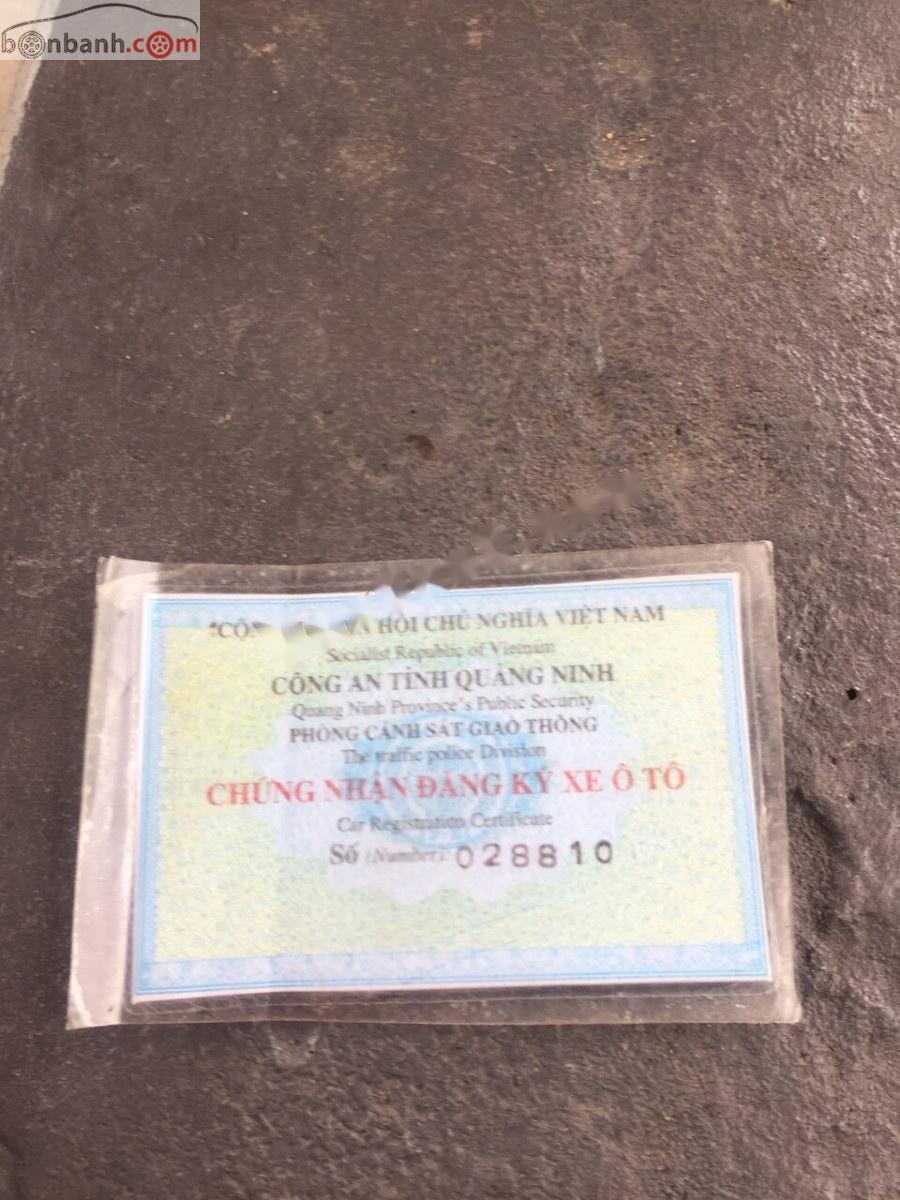 bonbanh.com
VÀ HỘI CHỦ NGHĨA VIỆT NAM
Socialist Republic of Vietnam
CÔNG AN TỈNH QUẢNG NINH
Quang Ninh Province's Public Security
PHÒNG CẢNH SÁT GIAO THÔNG
The traffic police Division
CHỨNG NHẬN ĐĂNG KÝ XE Ô TÔ
Car Registration Certificate
Số (Number): 028810